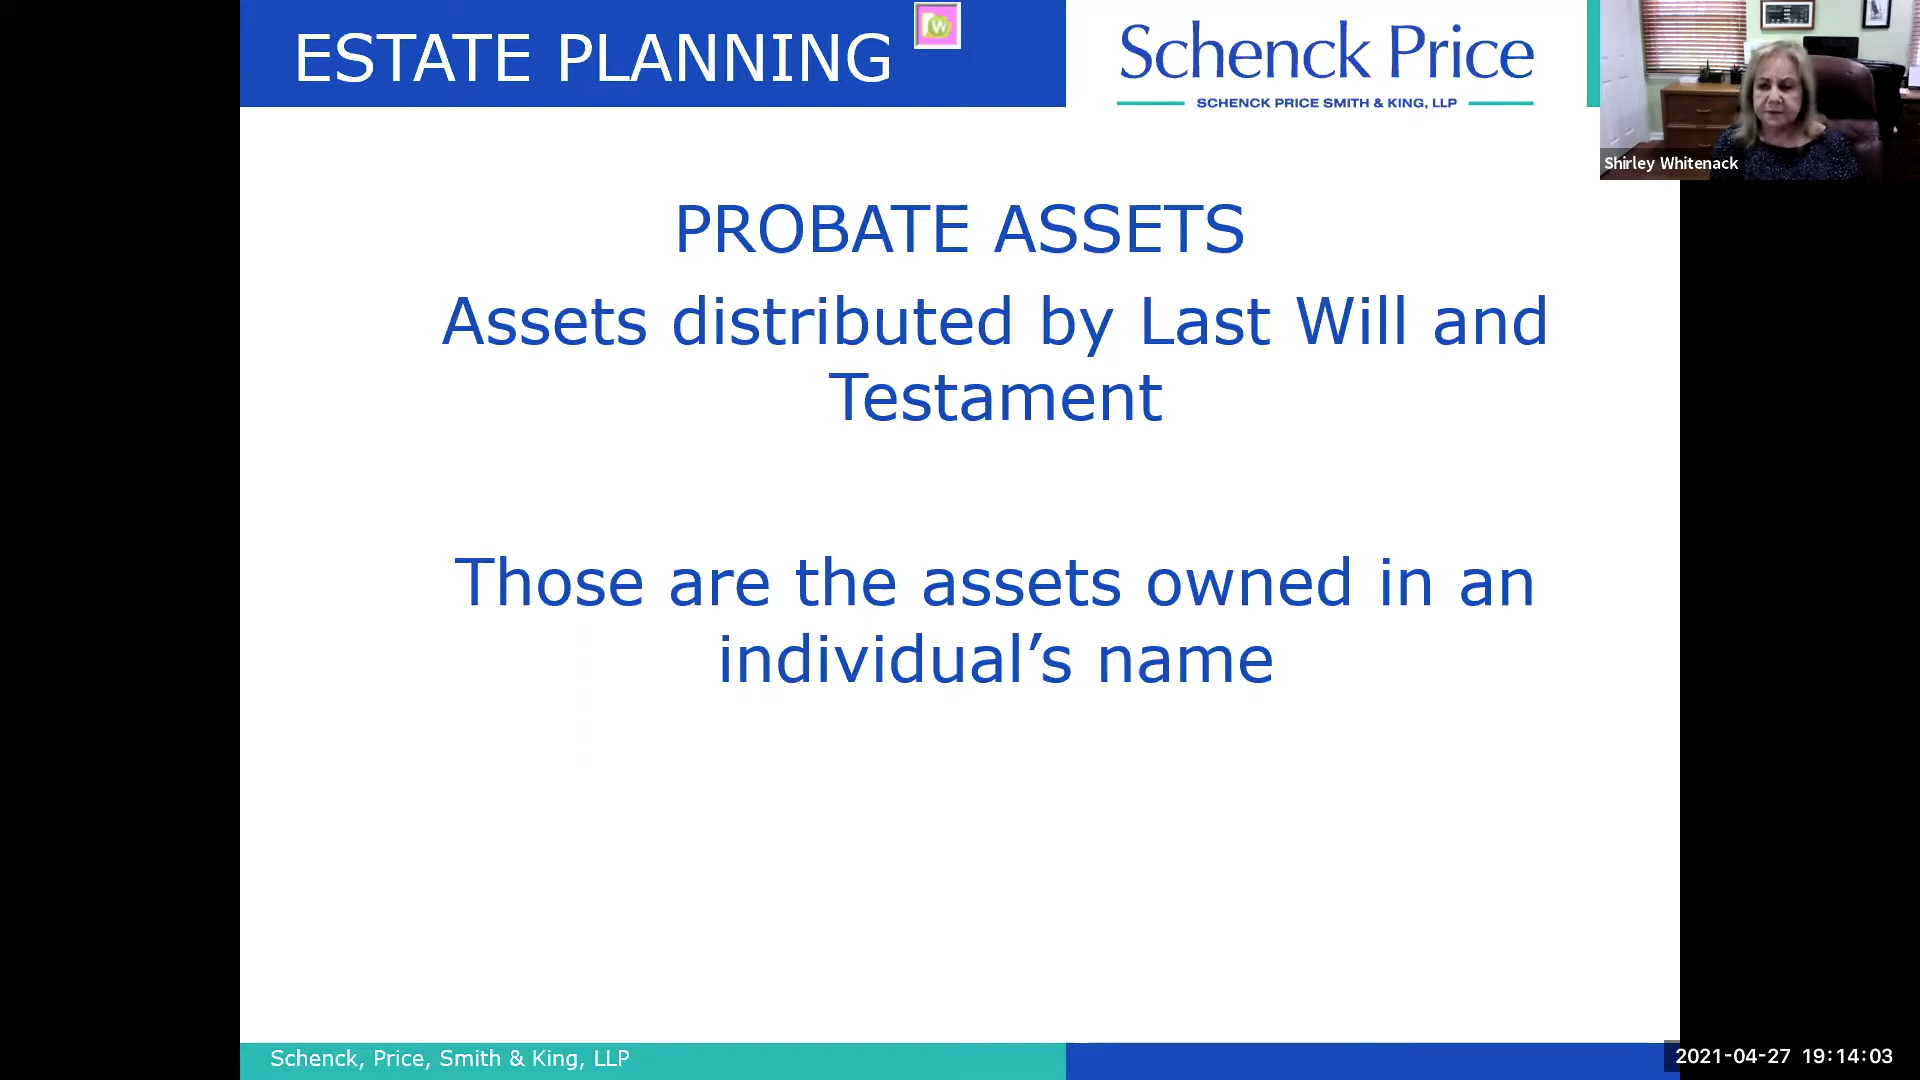 ESTATE PLANNING
W
Schenck Price
SCHENCK PRICE SMITH & KING, LLP
Shirley Whitenack
PROBATE ASSETS
Assets distributed by Last Will and
Testament
Those are the assets owned in an
individual’s name
Schenck, Price, Smith & King, LLP
2021-04-27 19:14:03